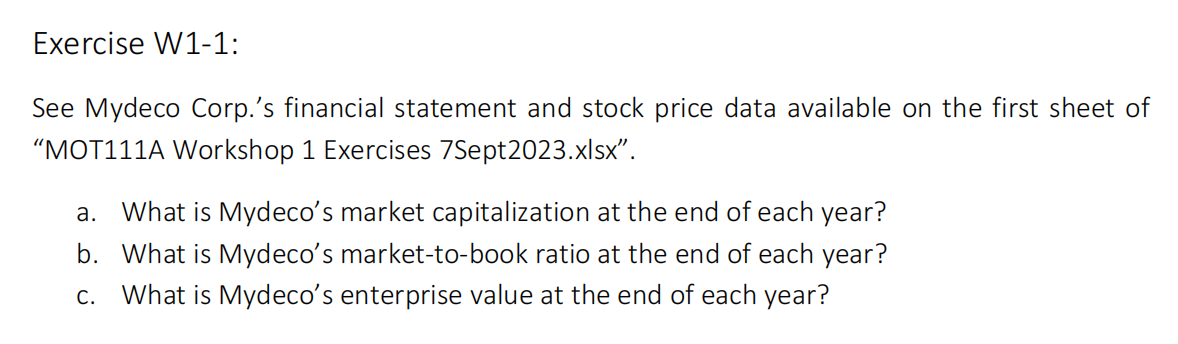 Exercise W1-1:
See Mydeco Corp.’s financial statement and stock price data available on the first sheet of
“MOT111A Workshop 1 Exercises 7Sept2023.xlsx”.
a. What is Mydeco’s market capitalization at the end of each year?
b. What is Mydeco’s market-to-book ratio at the end of each year?
c. What is Mydeco’s enterprise value at the end of each year?